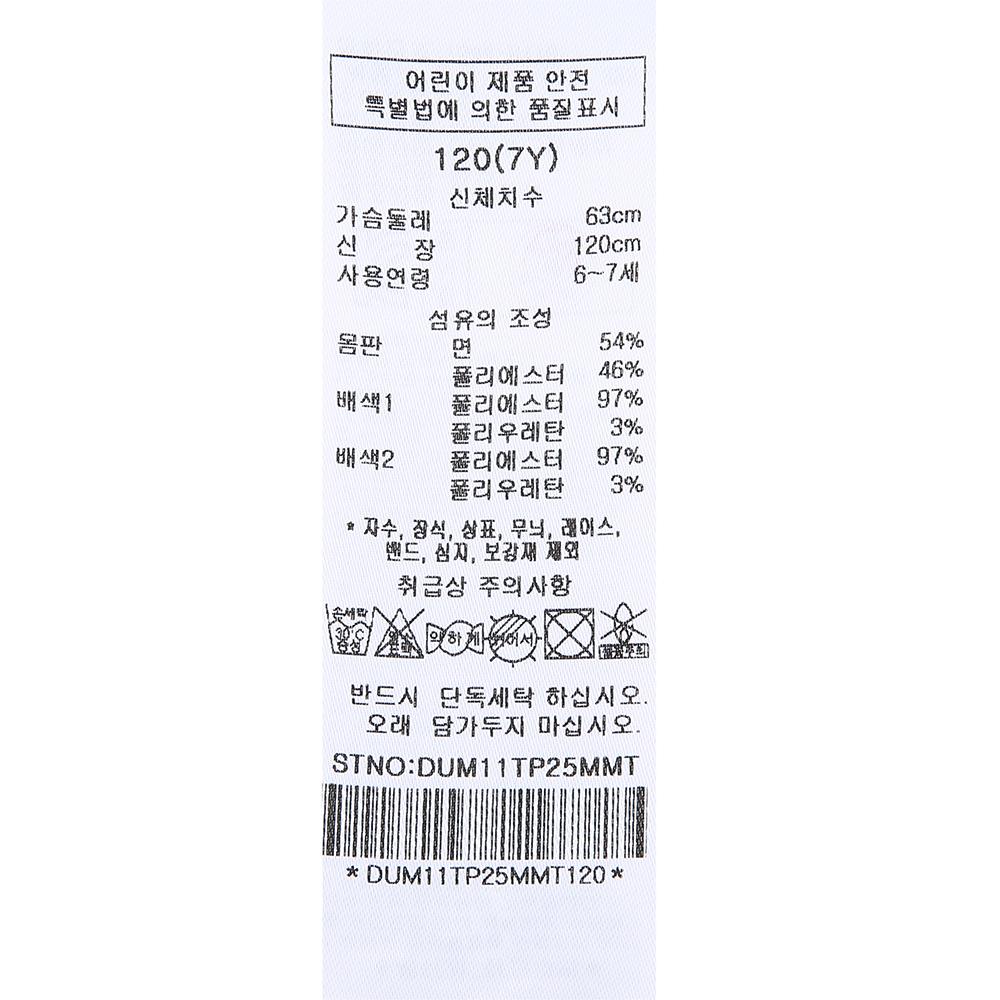 어린이 제품 안전
특별법에 의한 품질표시
120(7Y)
신체치수
가슴둘레 63cm
신 장 120cm
사용연령 6~7세
섬유의 조성
몸판 면 54%
폴리에스터 46%
배색1 폴리에스터 97%
폴리우레탄 3%
배색2 폴리에스터 97%
폴리우레탄 3%
* 자수, 장식, 상표, 무늬, 레이스,
밴드, 심지, 보강재 제외
취급상 주의사항
손세탁
30℃
중성
약하게
뉘어서
반드시 단독세탁 하십시오.
오래 담가두지 마십시오.
STNO:DUM11TP25MMT
*DUM11TP25MMT120*